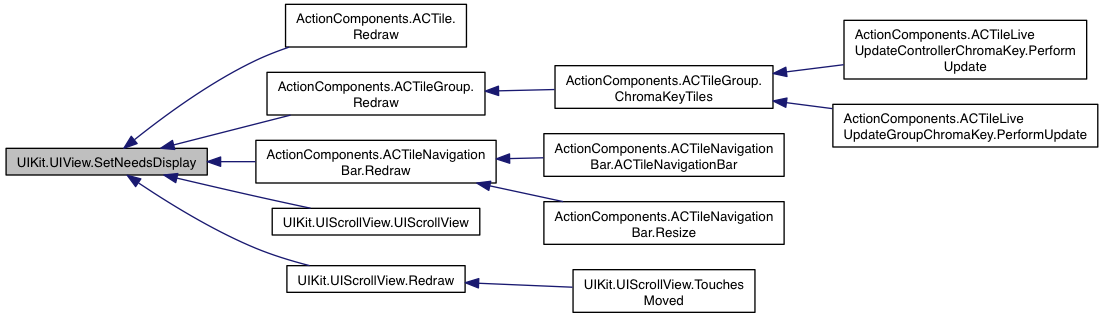 ActionComponents.ACTile.
Redraw
ActionComponents.ACTileGroup.
Redraw
ActionComponents.ACTileGroup.
ChromaKeyTiles
ActionComponents.ACTileLive
UpdateControllerChromaKey.Perform
Update
ActionComponents.ACTileLive
UpdateGroupChromaKey.PerformUpdate
UIKit.UIView.SetNeedsDisplay
ActionComponents.ACTileNavigation
Bar.Redraw
ActionComponents.ACTileNavigation
Bar.ACTileNavigationBar
ActionComponents.ACTileNavigation
Bar.Resize
UIKit.UIScrollView.UIScrollView
UIKit.UIScrollView.Redraw
UIKit.UIScrollView.Touches
Moved